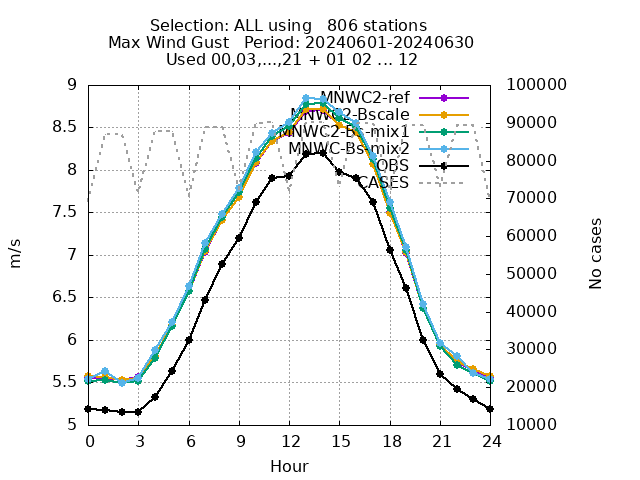 Selection: ALL using   806 stations
Max Wind Gust   Period: 20240601-20240630
Used 00,03,...,21 + 01 02 ... 12
9
8.5
8
7.5
7
6.5
6
5.5
5
m/s
MNWC2-ref
MNWC2-Bscale
MNWC2-Bs-mix1
MNWC-Bs-mix2
OBS
CASES
100000
90000
80000
70000
60000
50000
40000
30000
20000
10000
No cases
0 3 6 9 12 15 18 21 24
Hour